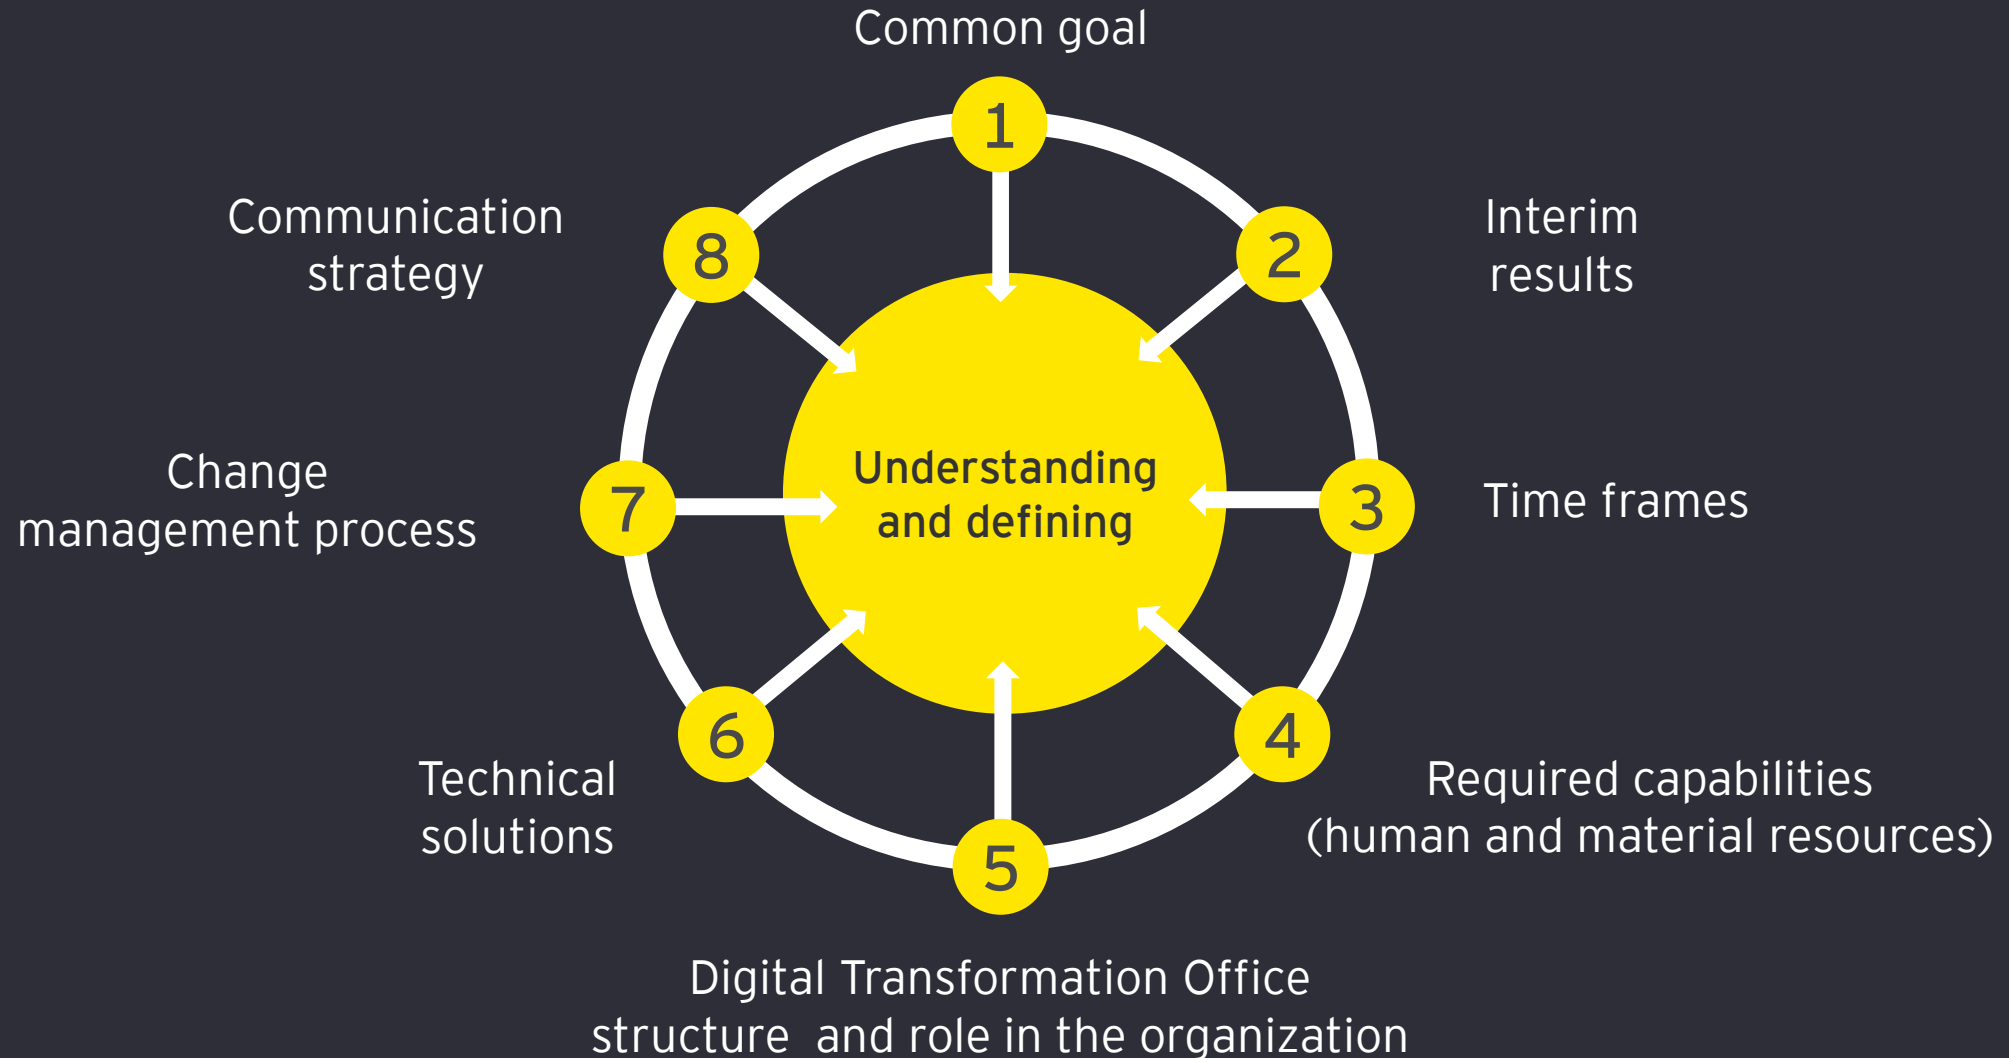 Common goal
1
2
Interim
results
3
Time frames
4
Required capabilities
(human and material resources)
5
Digital Transformation Office
structure and role in the organization
6
Technical
solutions
7
Change
management process
8
Communication
strategy
Understanding
and defining